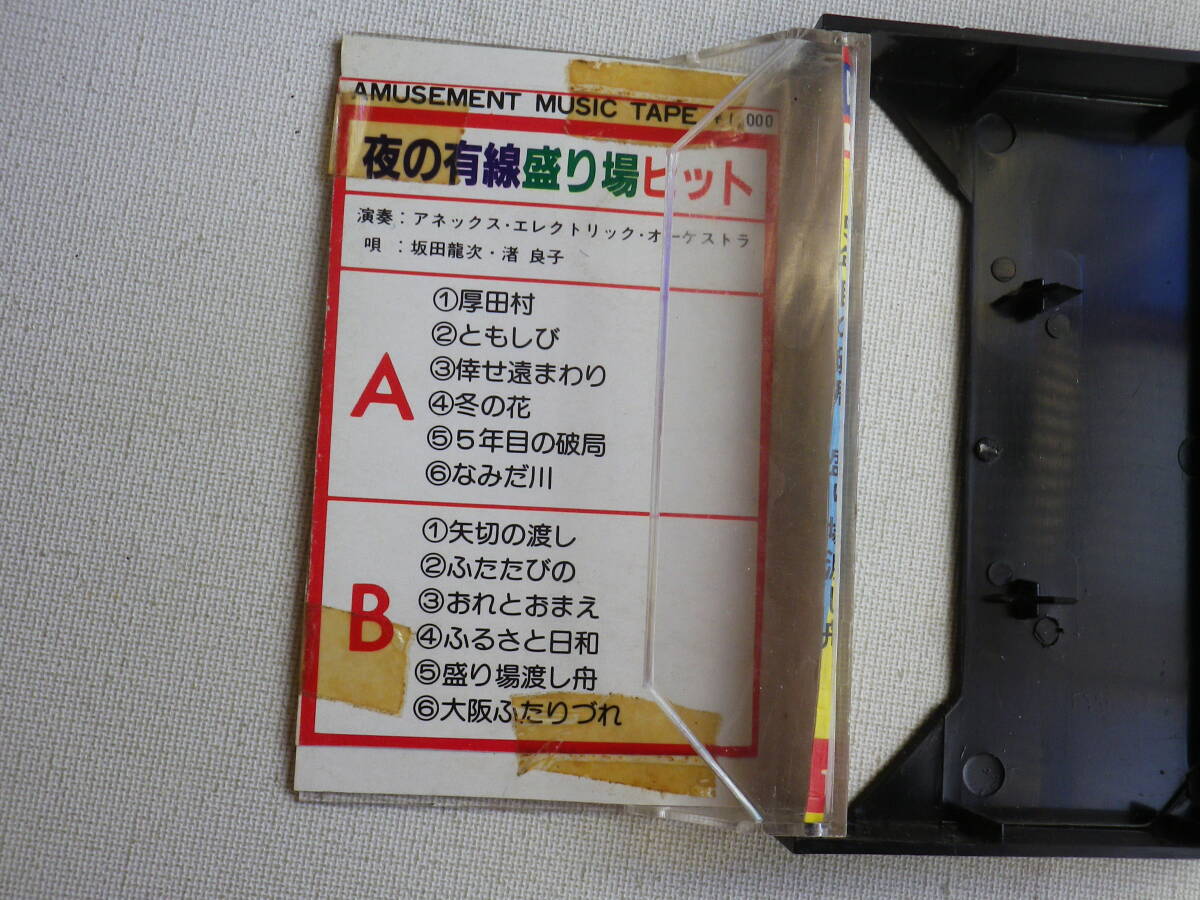 AMUSEMENT MUSIC TAPE ¥1,000
夜の有線盛り場ヒット
演奏：アネックス・エレクトリック・オーケストラ
唄：坂田龍次・渚 良子
A
①厚田村
②ともしび
③倖せ遠まわり
④冬の花
⑤5年目の破局
⑥なみだ川
B
①矢切の渡し
②ふたたびの
③おれとおまえ
④ふるさと日和
⑤盛り場渡し舟
⑥大阪ふたりづれ